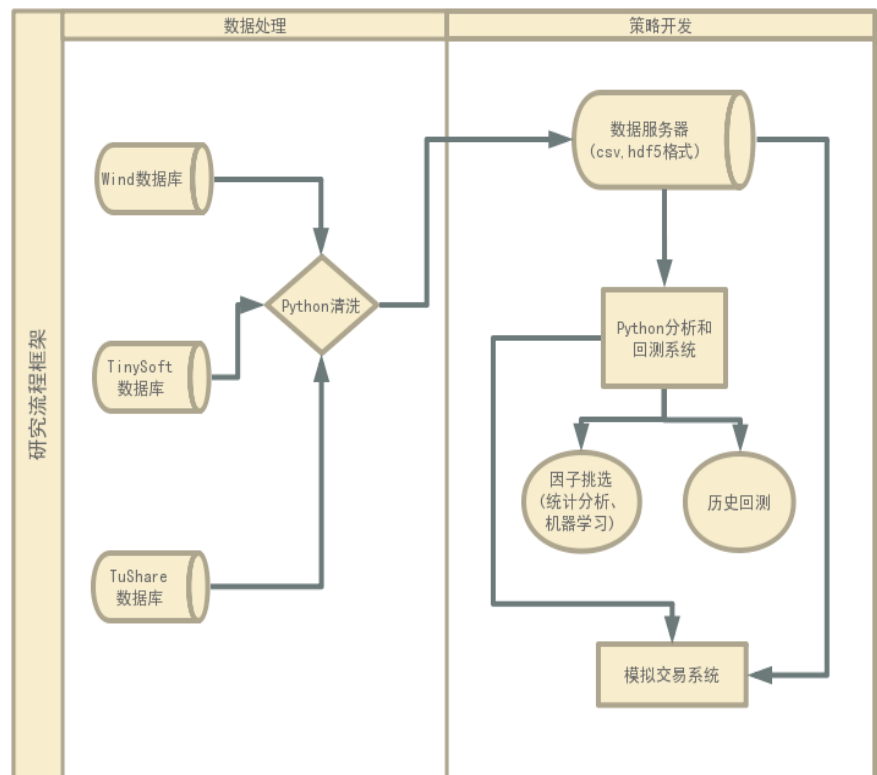 数据处理
策略开发
研究流程框架
Wind数据库
TinySoft
数据库
TuShare
数据库
Python清洗
数据服务器
(csv,hdf5格式)
Python分析和
回测系统
因子挑选
(统计分析、
机器学习)
历史回测
模拟交易系统